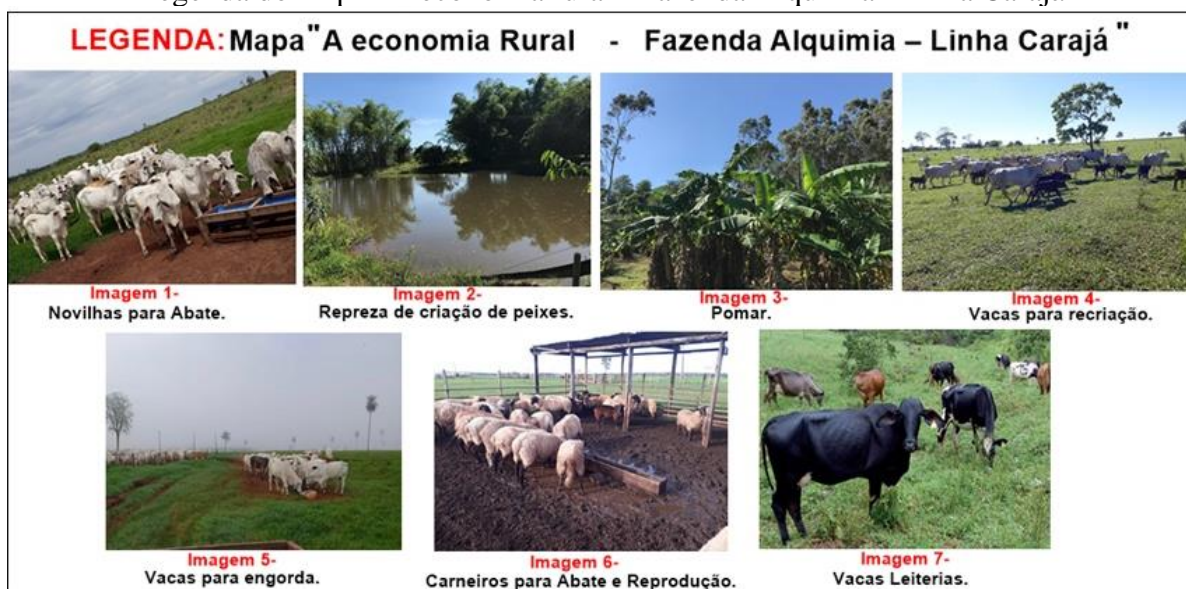 LEGENDA: Mapa "A economia Rural - Fazenda Alquimia – Linha Carajá "
Imagem 1-
Novilhas para Abate.
Imagem 2-
Repreza de criação de peixes.
Imagem 3-
Pomar.
Imagem 4-
Vacas para recriação.
Imagem 5-
Vacas para engorda.
Imagem 6-
Carneiros para Abate e Reprodução.
Imagem 7-
Vacas Leiterias.